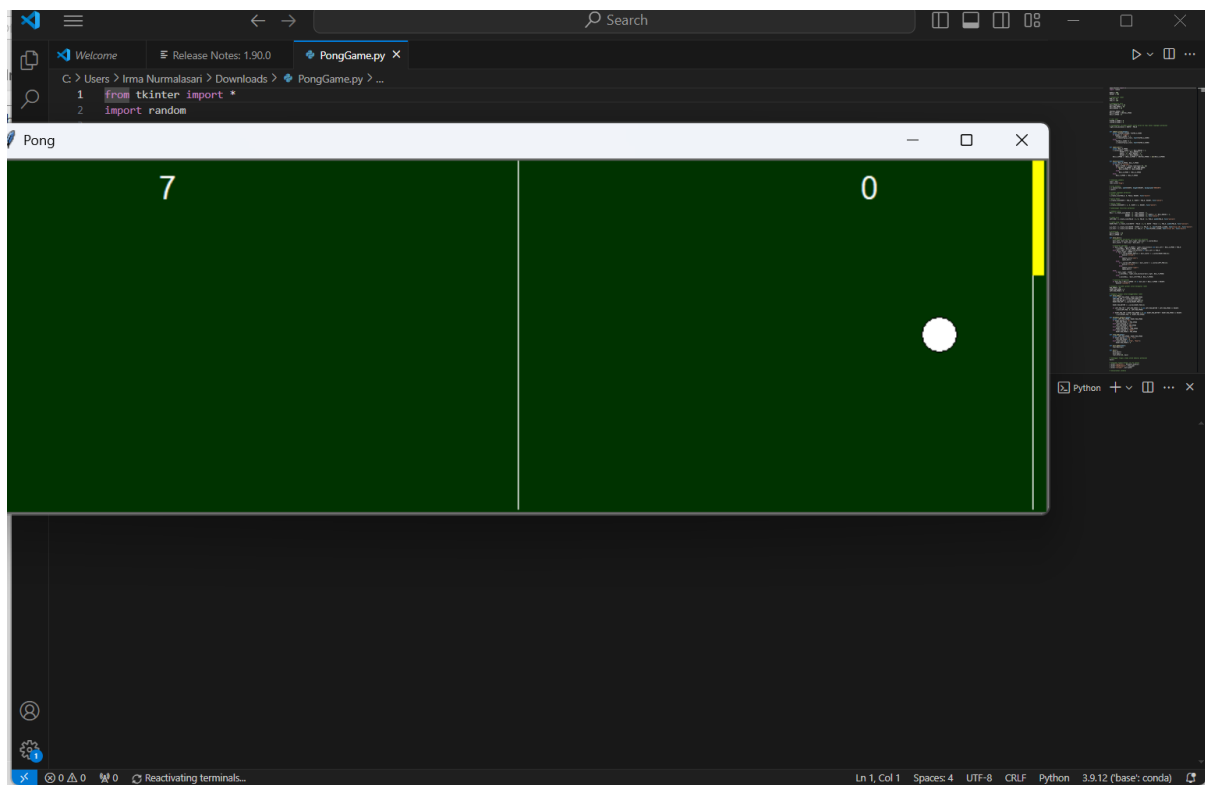 Search
Welcome Release Notes: 1.90.0 PongGame.py
C: > Users > Irma Nurmalasari > Downloads > PongGame.py > ...
1 from tkinter import *
2 import random
Pong
7 0
Python
1
0 0 0 Reactivating terminals... Ln 1, Col 1 Spaces: 4 UTF-8 CRLF Python 3.9.12 ('base': conda)